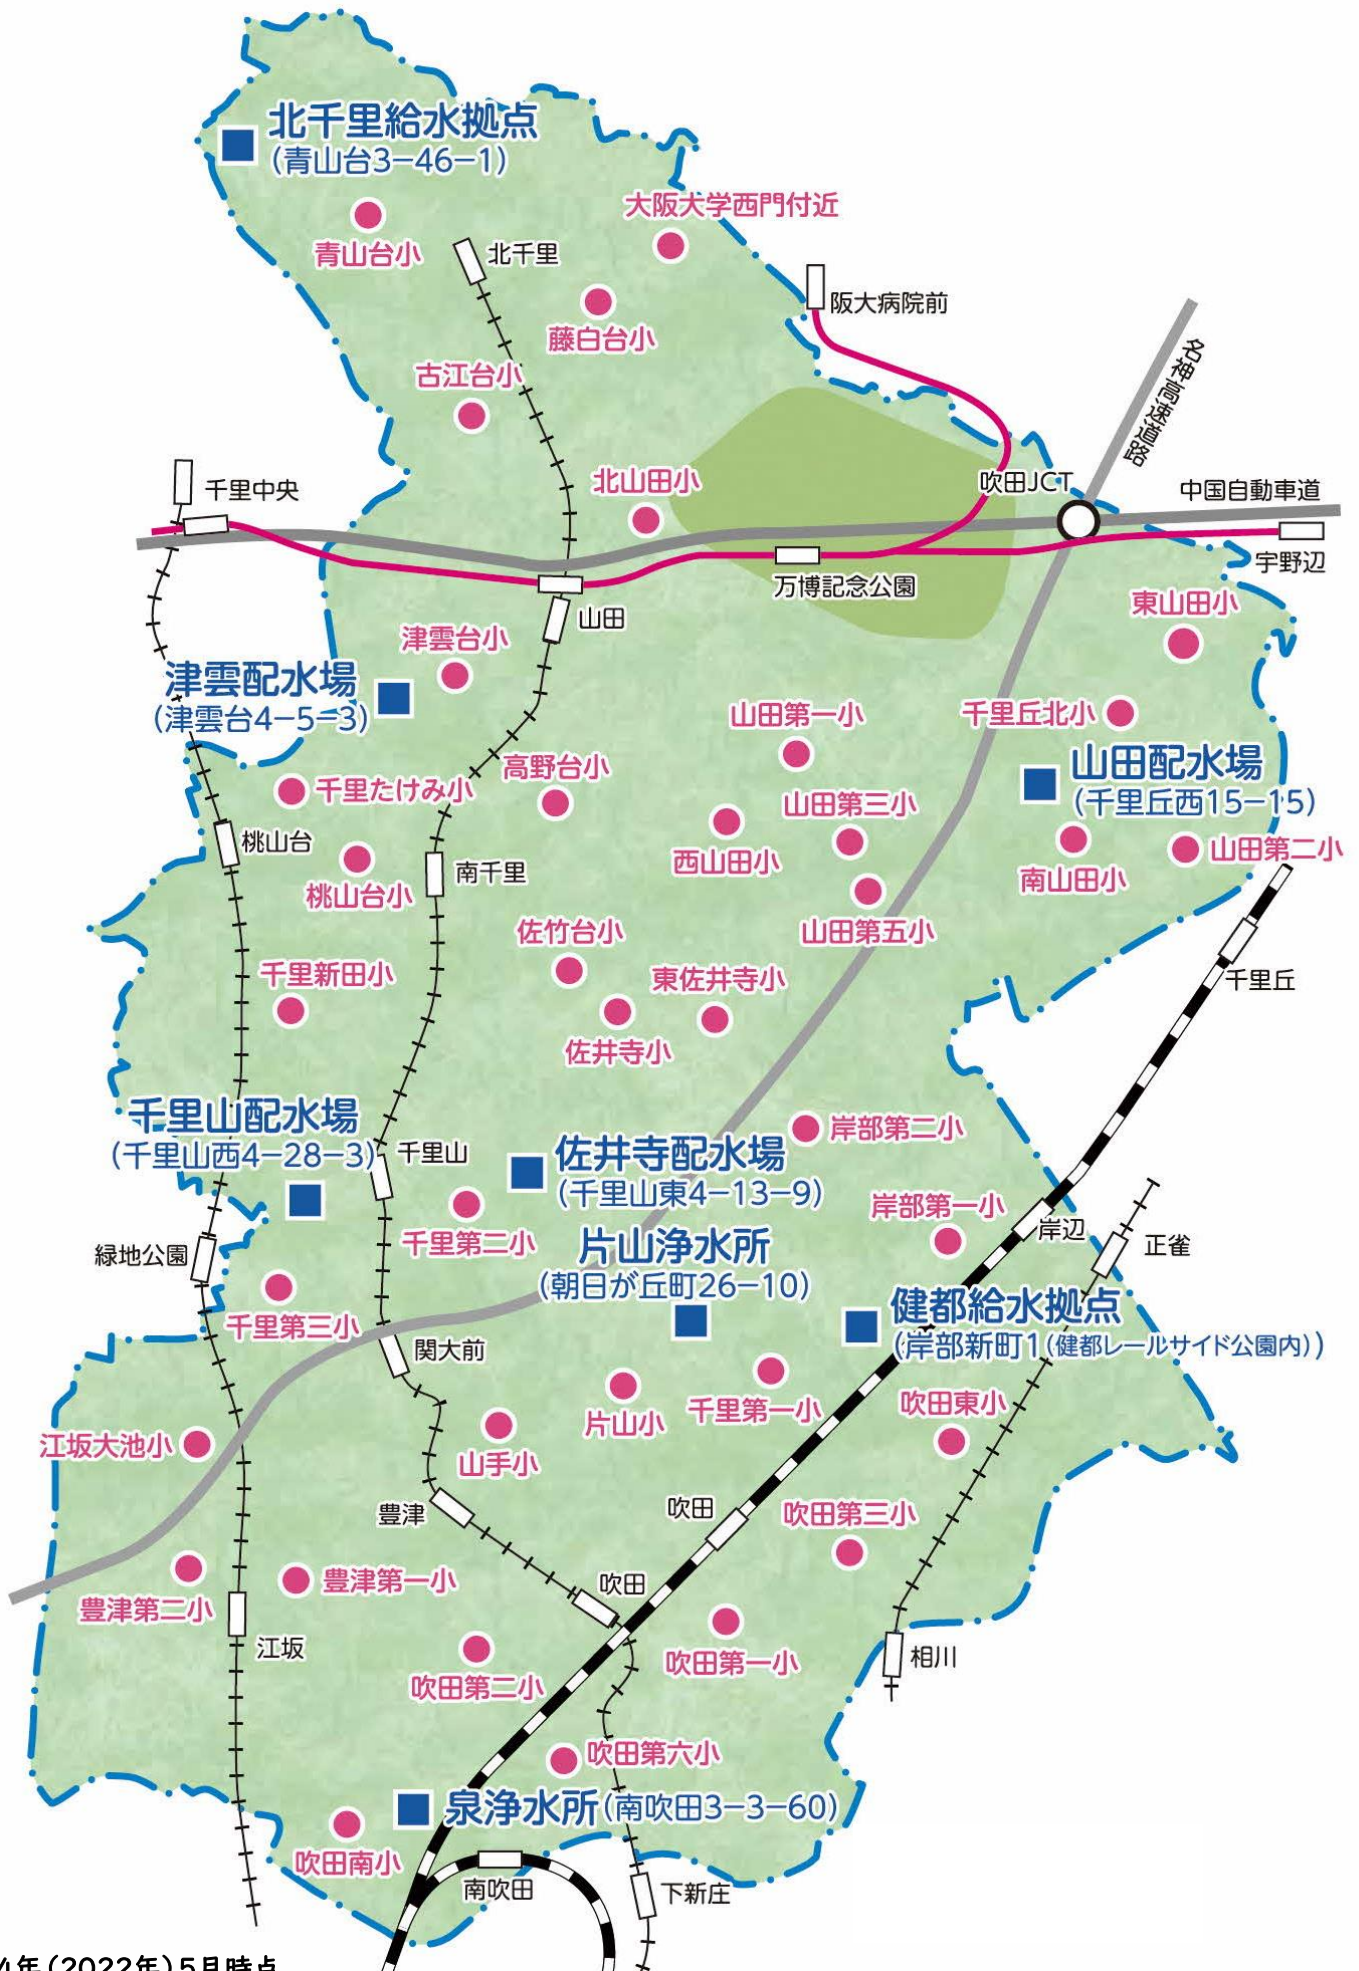 北千里給水拠点
(青山台3−46−1)
大阪大学西門付近
青山台小
北千里
阪大病院前
藤白台小
名神高速道路
古江台小
北山田小
吹田JCT
千里中央
中国自動車道
宇野辺
万博記念公園
東山田小
山田
津雲台小
津雲配水場
(津雲台4−5−3)
山田第一小
千里丘北小
山田配水場
(千里丘西15−15)
高野台小
千里たけみ小
山田第三小
桃山台
西山田小
山田第二小
南千里
南山田小
桃山台小
佐竹台小
山田第五小
千里新田小
東佐井寺小
千里丘
佐井寺小
千里山配水場
(千里山西4−28−3)
岸部第二小
千里山
佐井寺配水場
(千里山東4−13−9)
岸部第一小
岸辺
千里第二小
片山浄水所
(朝日が丘町26−10)
正雀
緑地公園
健都給水拠点
(岸部新町1(健都レールサイド公園内))
千里第三小
関大前
千里第一小
吹田東小
片山小
江坂大池小
山手小
豊津
吹田
吹田第三小
豊津第一小
吹田
豊津第二小
江坂
吹田第一小
相川
吹田第二小
吹田第六小
泉浄水所(南吹田3−3−60)
吹田南小
南吹田
下新庄
4年(2022年)5月時点